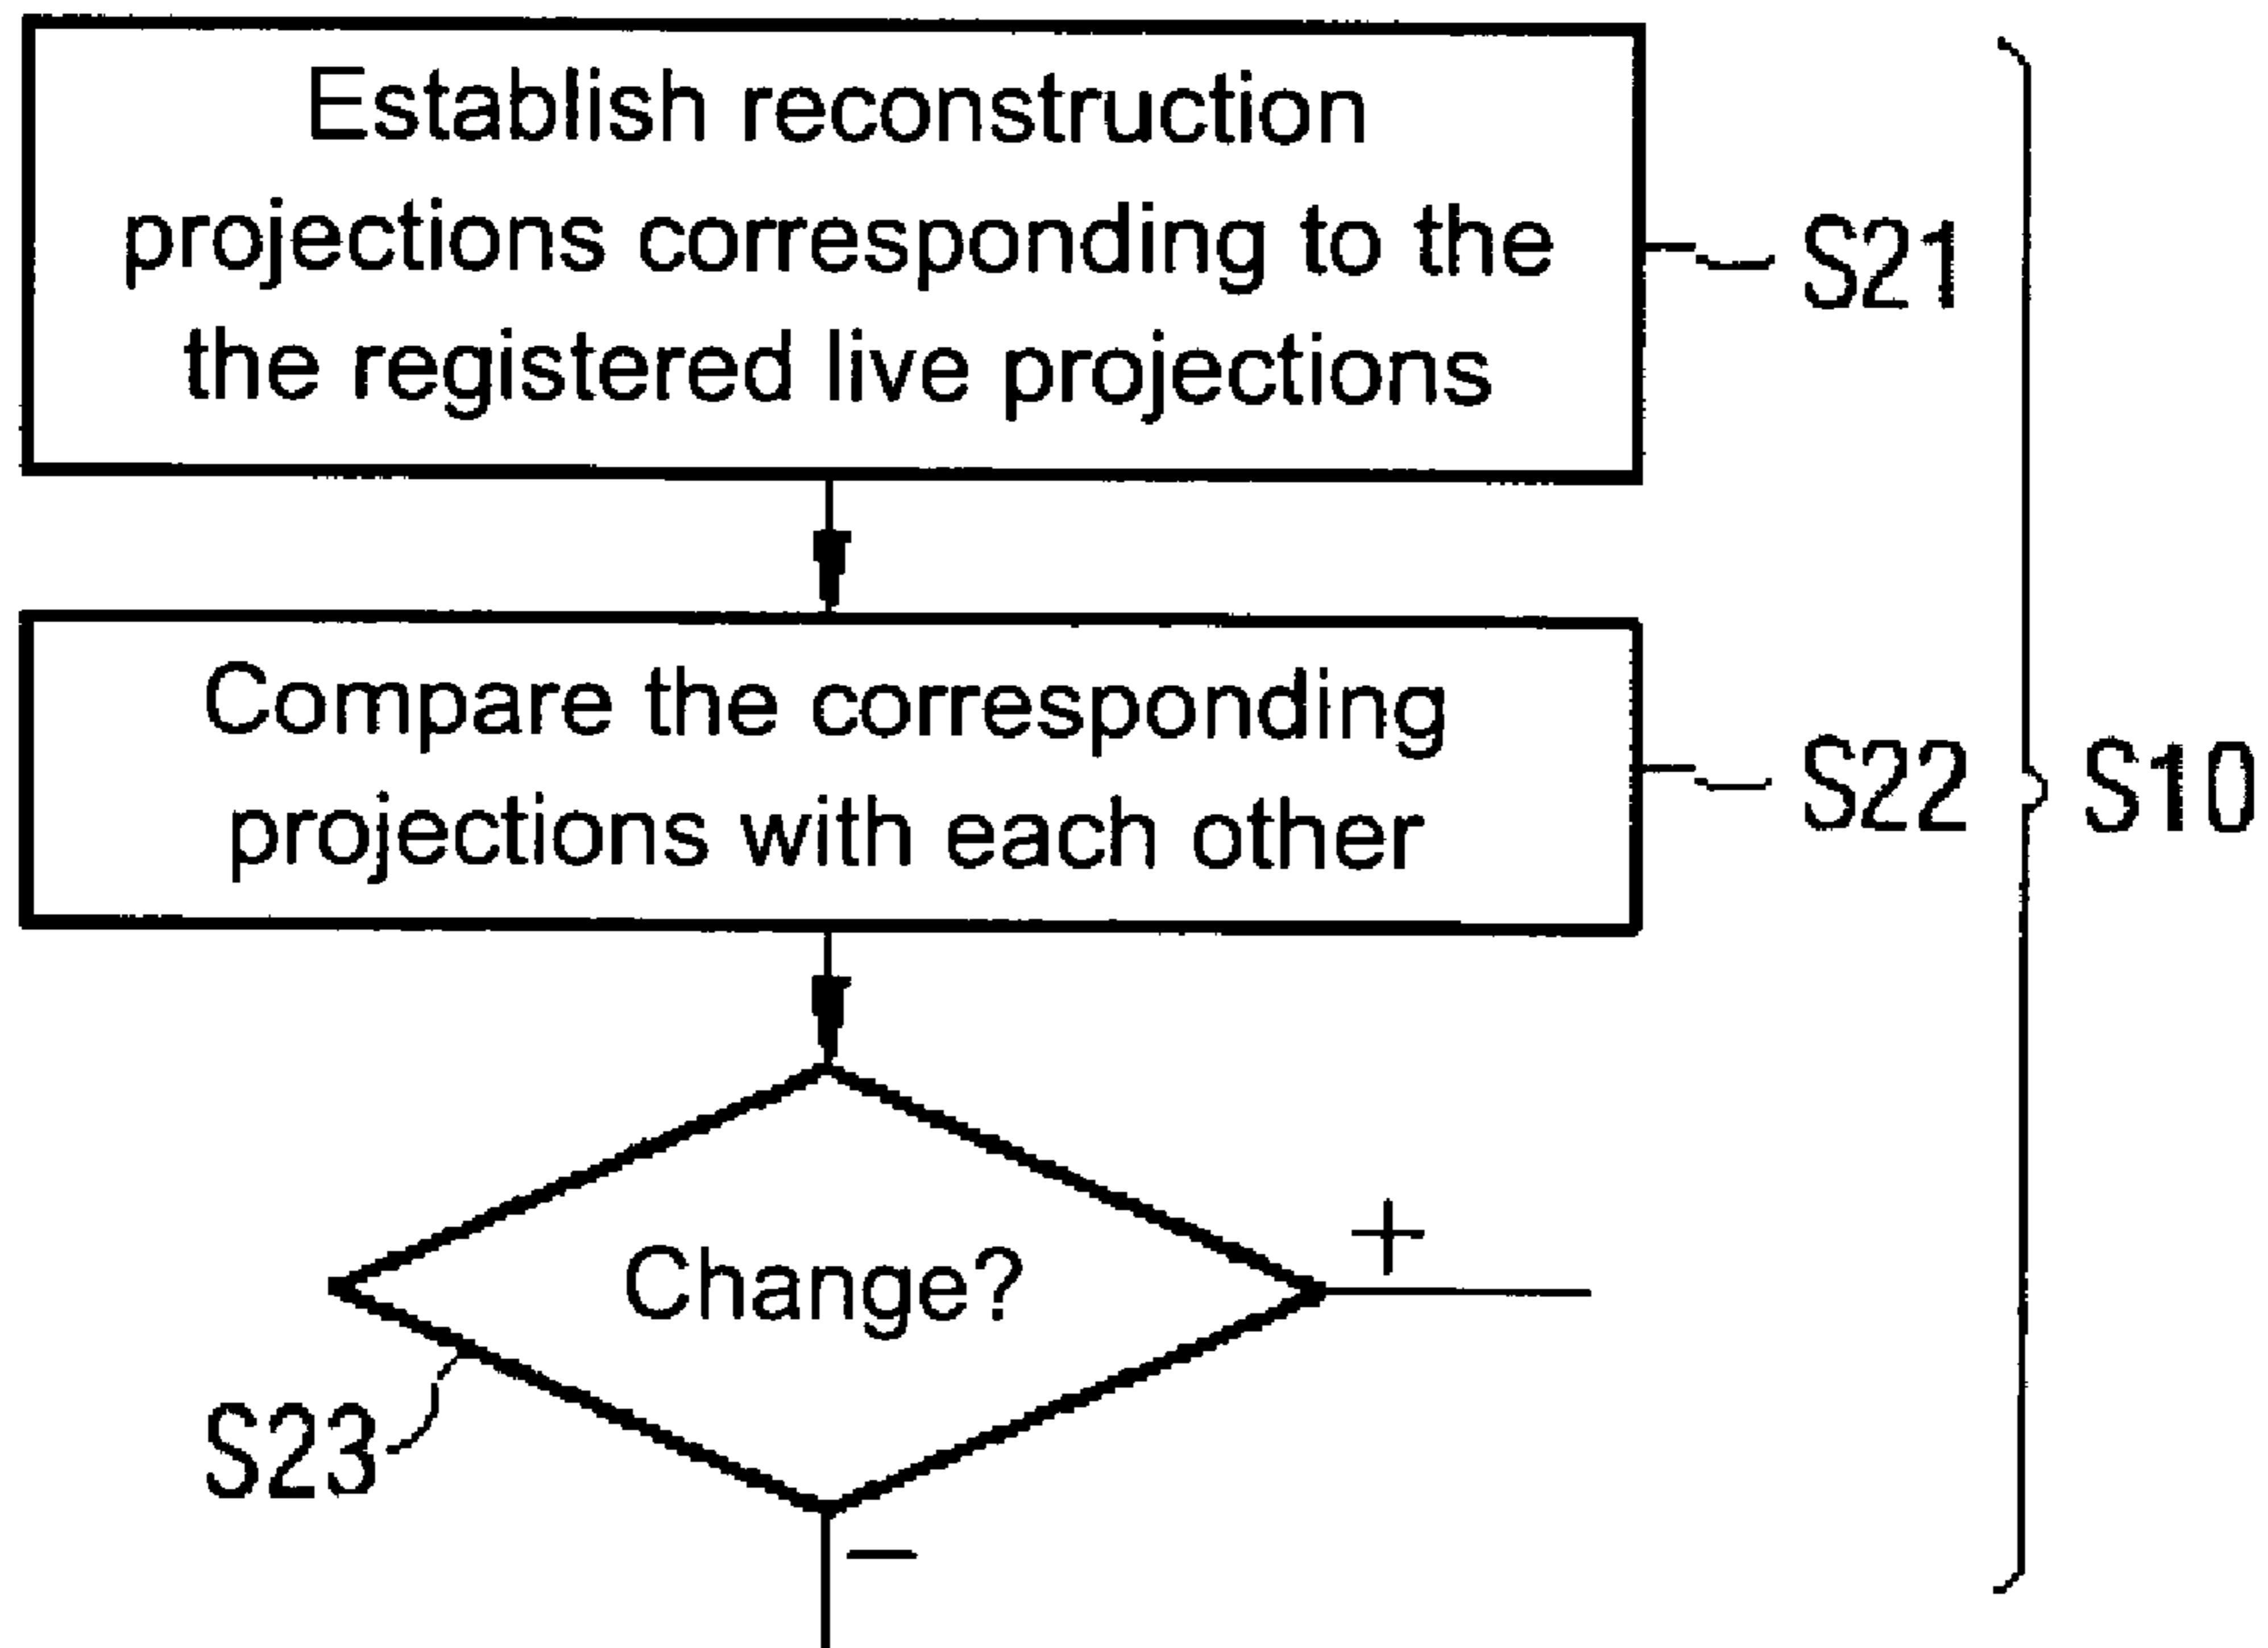 Establish reconstruction
projections corresponding to the
the registered live projections
S21
Compare the corresponding
projections with each other
S22
S10
Change?
+
S23
−